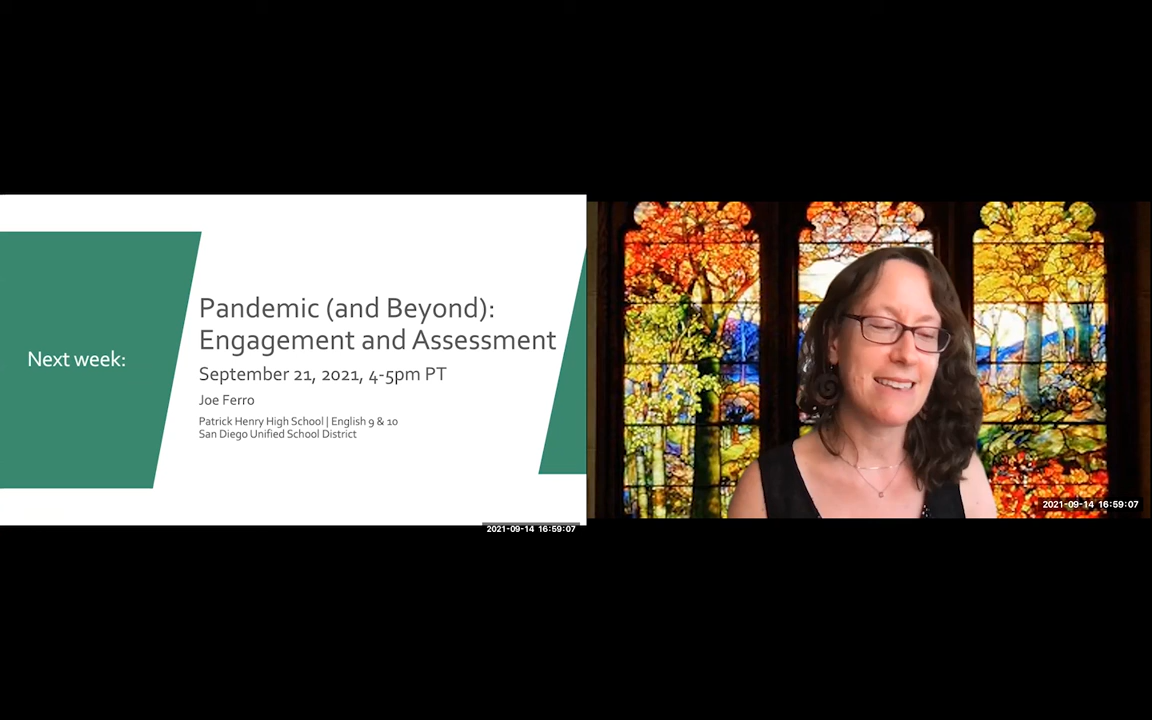 Next week:
Pandemic (and Beyond):
Engagement and Assessment
September 21, 2021, 4-5pm PT
Joe Ferro
Patrick Henry High School | English 9 & 10
San Diego Unified School District
2021-09-14 16:59:07
2021-09-14 16:59:07